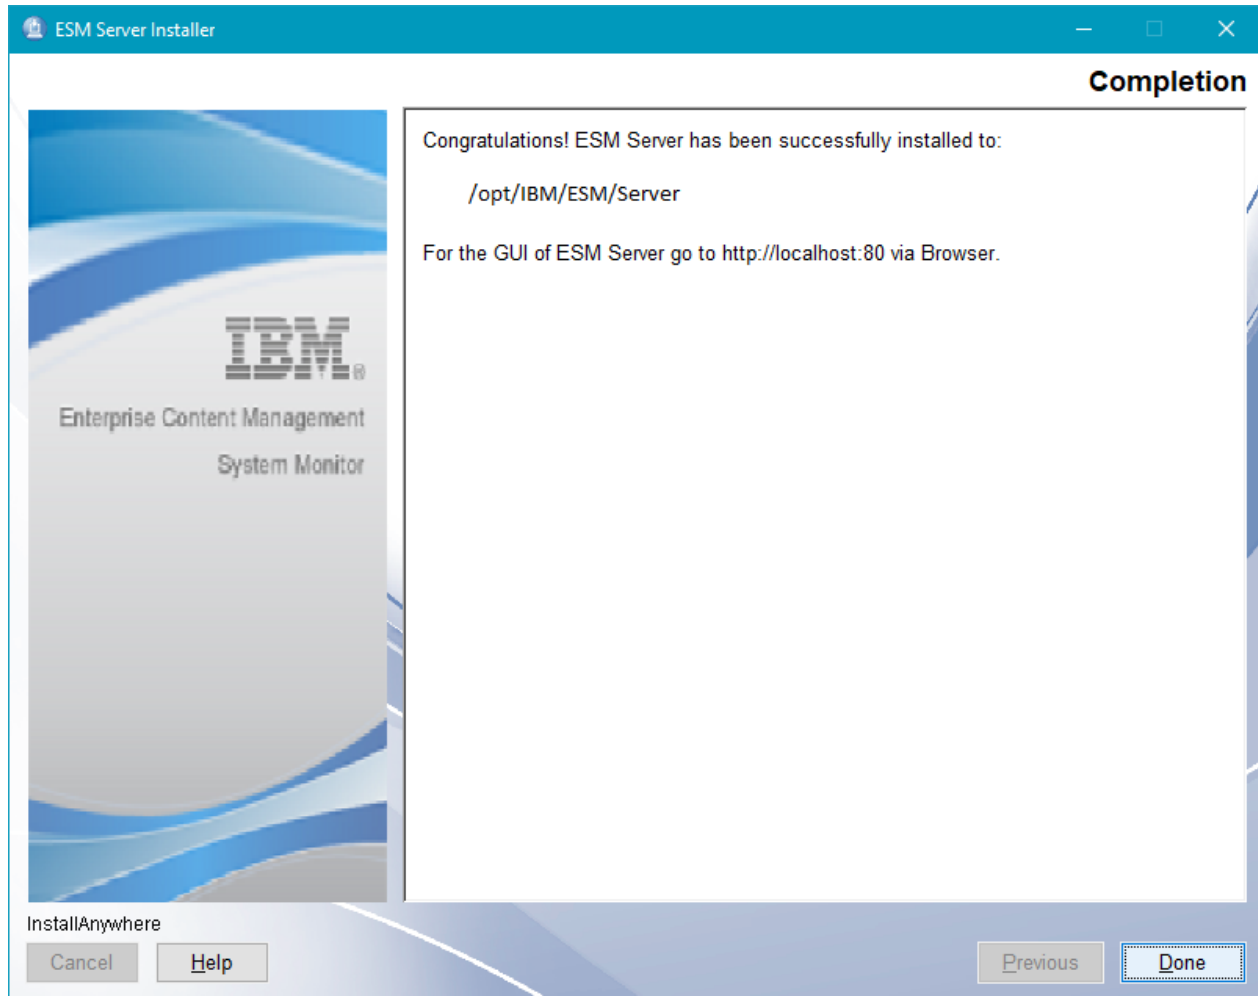 ESM Server Installer
Completion
Congratulations! ESM Server has been successfully installed to:
/opt/IBM/ESM/Server
For the GUI of ESM Server go to http://localhost:80 via Browser.
IBM®
Enterprise Content Management
System Monitor
InstallAnywhere
Cancel
Help
Previous
Done